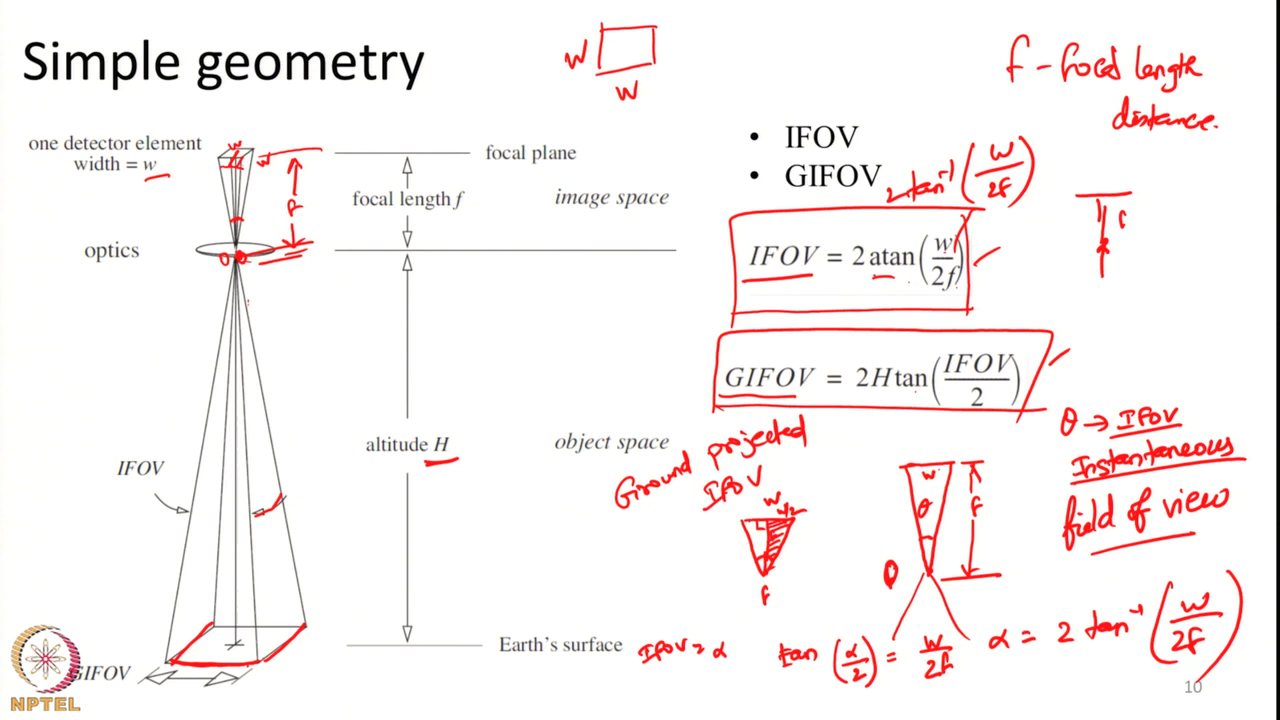 Simple geometry
w
w
f - focal length
distance.
one detector element
width = w
w
w
focal plane
focal length f
image space
f
optics
O
• IFOV
• GIFOV
2 tan⁻¹ (w/2f)
IFOV = 2 atan (w/2f)
GIFOV = 2H tan (IFOV/2)
altitude H
object space
IFOV
Ground projected
IFOV
θ → IFOV
Instantaneous
field of view
w
w/2
f
w
θ
f
O
Earth's surface
IFOV = α
tan (α/2) = w/2f
α = 2 tan⁻¹ (w/2f)
GIFOV
NPTEL
10